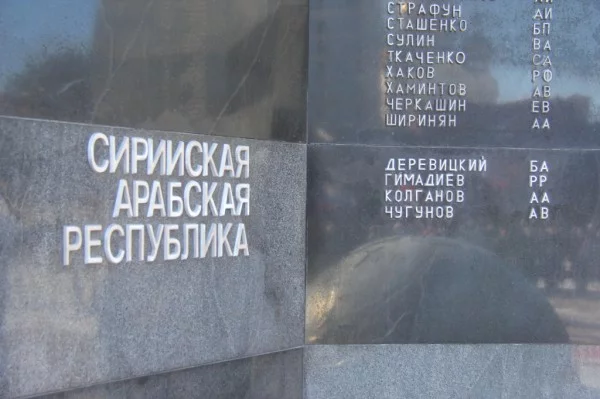 СТРАФУН АИ
СТАШЕНКО БП
СУЛИН ВА
ТКАЧЕНКО СА
ХАКОВ РФ
ХАМИНТОВ АВ
ЧЕРКАШИН ЕВ
ШИРИНЯН АА
ДЕРЕВИЦКИЙ БА
ГИМАДИЕВ РР
КОЛГАНОВ АА
ЧУГУНОВ АВ
СИРИЙСКАЯ
АРАБСКАЯ
РЕСПУБЛИКА